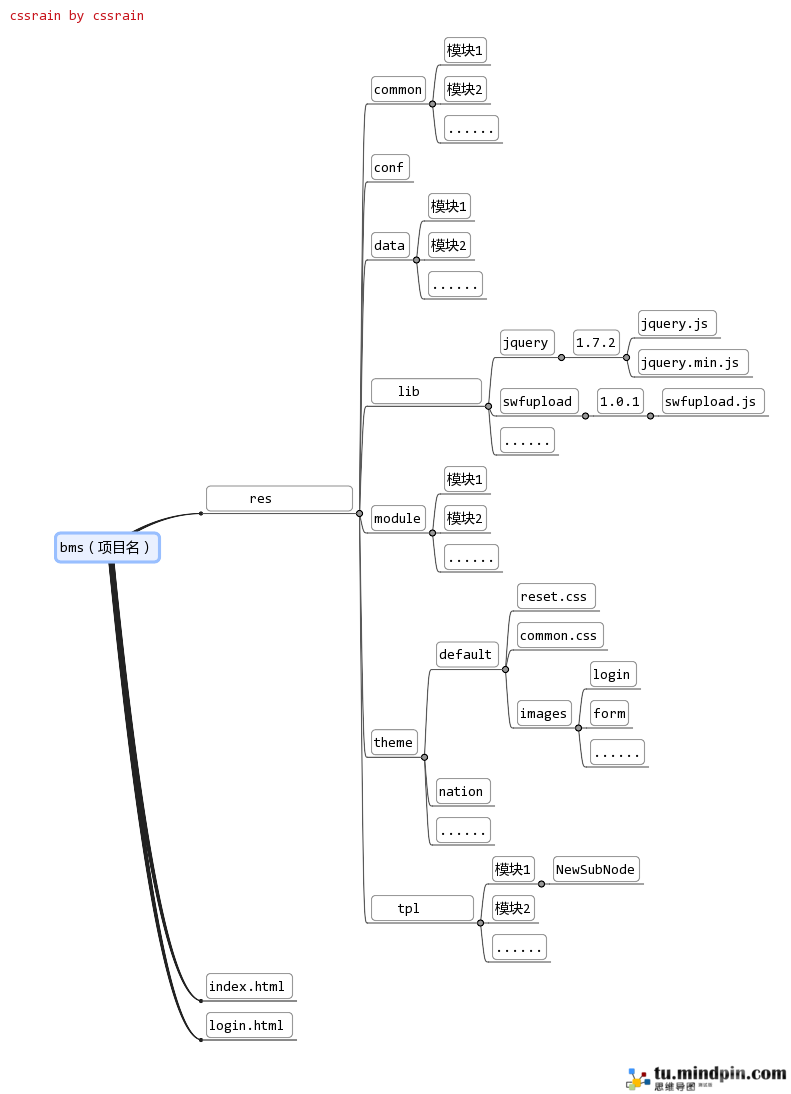 cssrain by cssrain
bms（项目名）
res
common
模块1
模块2
......
conf
data
模块1
模块2
......
lib
jquery
1.7.2
jquery.js
jquery.min.js
swfupload
1.0.1
swfupload.js
......
module
模块1
模块2
......
theme
default
reset.css
common.css
images
login
form
......
nation
......
tpl
模块1
NewSubNode
模块2
......
index.html
login.html
tu.mindpin.com
思维导图